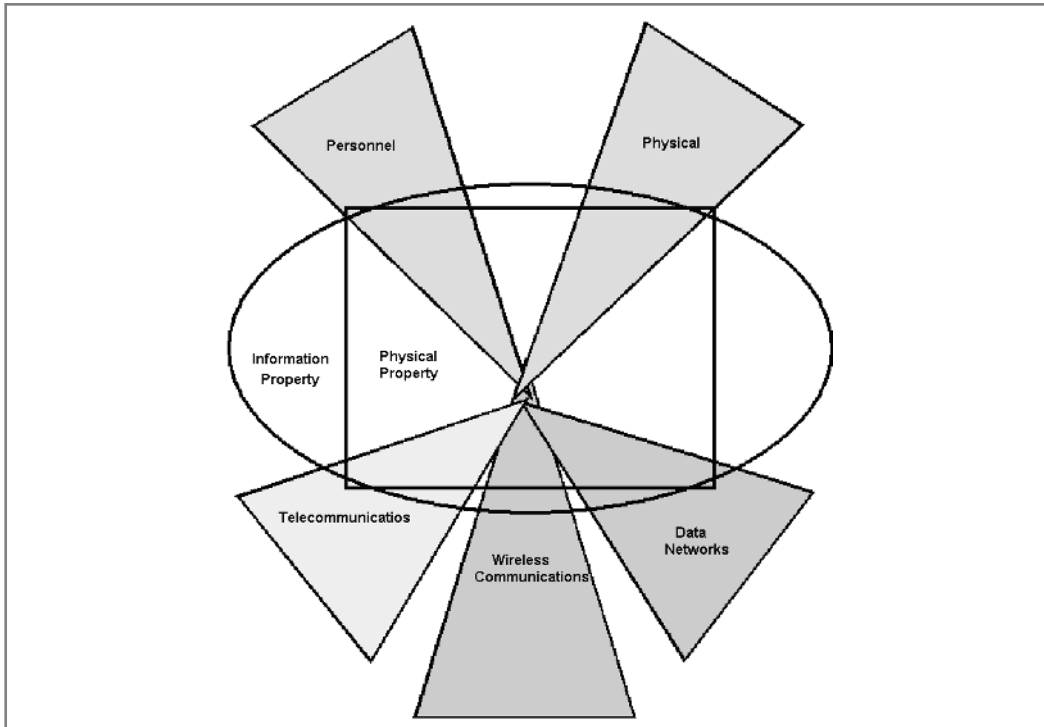 Personnel
Physical
Information
Property
Physical
Property
Telecommunicatios
Wireless
Communications
Data
Networks